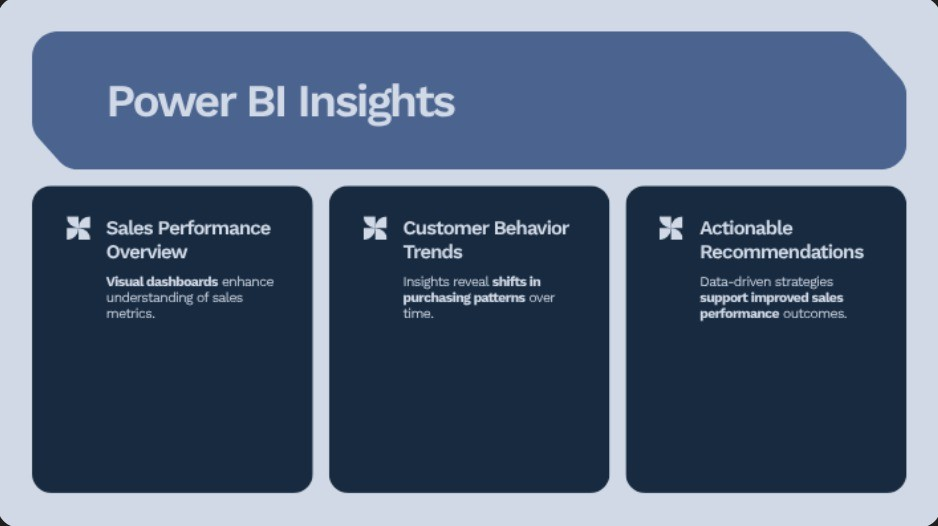 Power BI Insights
Sales Performance
Overview
Visual dashboards enhance
understanding of sales
metrics.
Customer Behavior
Trends
Insights reveal shifts in
purchasing patterns over
time.
Actionable
Recommendations
Data-driven strategies
support improved sales
performance outcomes.